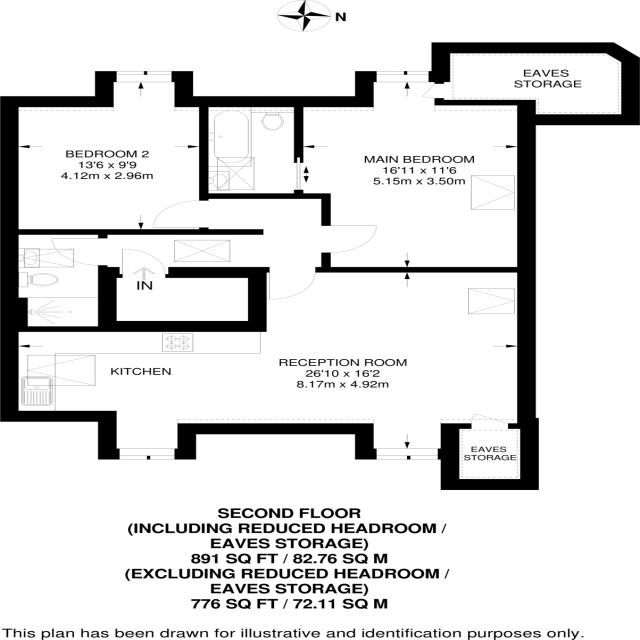 N
EAVES
STORAGE
BEDROOM 2
13'6 x 9'9
4.12m x 2.96m
MAIN BEDROOM
16'11 x 11'6
5.15m x 3.50m
IN
KITCHEN
RECEPTION ROOM
26'10 x 16'2
8.17m x 4.92m
EAVES
STORAGE
SECOND FLOOR
(INCLUDING REDUCED HEADROOM /
EAVES STORAGE)
891 SQ FT / 82.76 SQ M
(EXCLUDING REDUCED HEADROOM /
EAVES STORAGE)
776 SQ FT / 72.11 SQ M
This plan has been drawn for illustrative and identification purposes only.